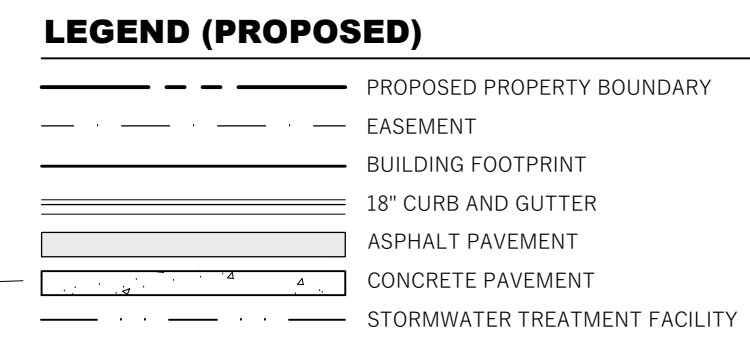 LEGEND (PROPOSED)
PROPOSED PROPERTY BOUNDARY
EASEMENT
BUILDING FOOTPRINT
18" CURB AND GUTTER
ASPHALT PAVEMENT
CONCRETE PAVEMENT
STORMWATER TREATMENT FACILITY